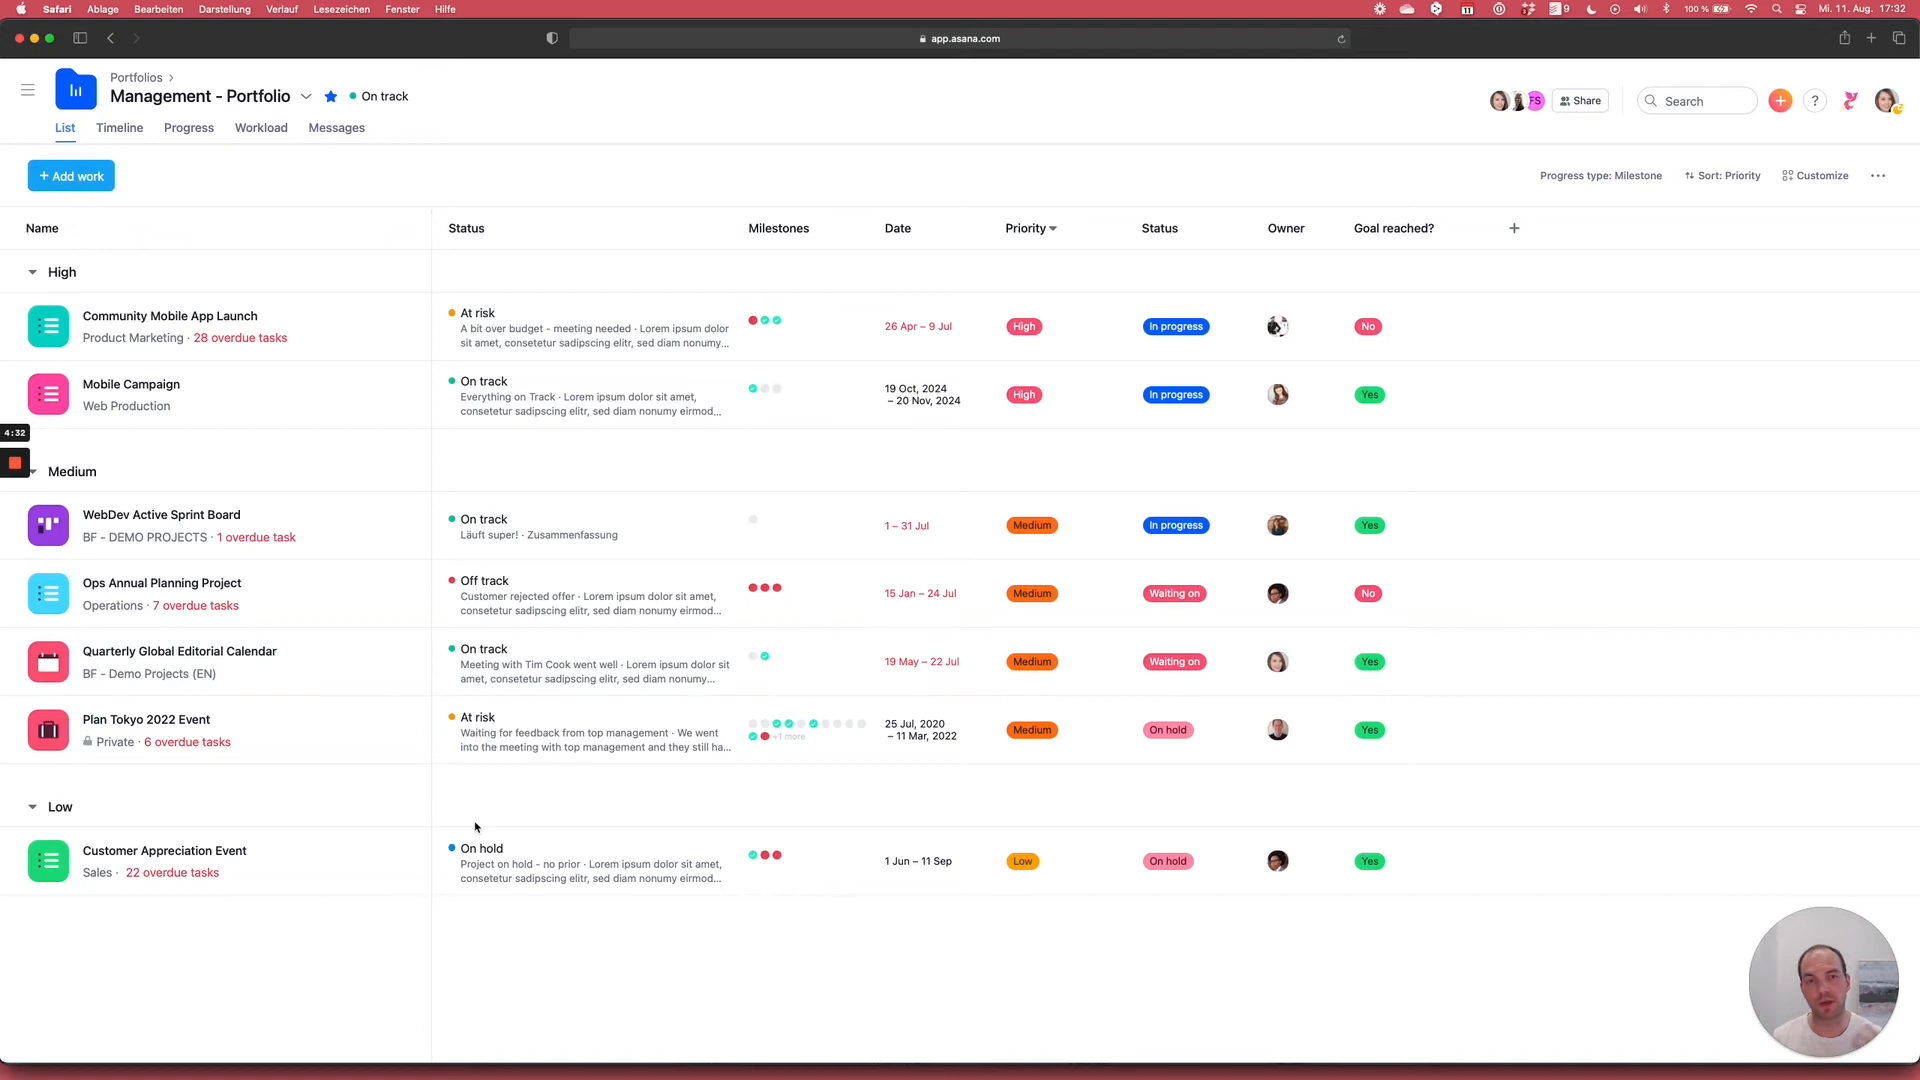 Safari Ablage Bearbeiten Darstellung Verlauf Lesezeichen Fenster Hilfe
11 9 100 % Mi. 11. Aug. 17:32
app.asana.com
Portfolios
Management - Portfolio On track
FS Share Search + ?
List Timeline Progress Workload Messages
+ Add work
Progress type: Milestone Sort: Priority Customize ...
Name Status Milestones Date Priority Status Owner Goal reached? +
High
Community Mobile App Launch
Product Marketing · 28 overdue tasks
At risk
A bit over budget - meeting needed · Lorem ipsum dolor
sit amet, consetetur sadipscing elitr, sed diam nonumy...
26 Apr – 9 Jul
High
In progress
No
Mobile Campaign
Web Production
On track
Everything on Track · Lorem ipsum dolor sit amet,
consetetur sadipscing elitr, sed diam nonumy eirmod...
19 Oct, 2024
– 20 Nov, 2024
High
In progress
Yes
4:32
Medium
WebDev Active Sprint Board
BF - DEMO PROJECTS · 1 overdue task
On track
Läuft super! · Zusammenfassung
1 – 31 Jul
Medium
In progress
Yes
Ops Annual Planning Project
Operations · 7 overdue tasks
Off track
Customer rejected offer · Lorem ipsum dolor sit amet,
consetetur sadipscing elitr, sed diam nonumy eirmod...
15 Jan – 24 Jul
Medium
Waiting on
No
Quarterly Global Editorial Calendar
BF - Demo Projects (EN)
On track
Meeting with Tim Cook went well · Lorem ipsum dolor sit
amet, consetetur sadipscing elitr, sed diam nonumy...
19 May – 22 Jul
Medium
Waiting on
Yes
Plan Tokyo 2022 Event
Private · 6 overdue tasks
At risk
Waiting for feedback from top management · We went
into the meeting with top management and they still ha...
+1 more
25 Jul, 2020
– 11 Mar, 2022
Medium
On hold
Yes
Low
Customer Appreciation Event
Sales · 22 overdue tasks
On hold
Project on hold - no prior · Lorem ipsum dolor sit amet,
consetetur sadipscing elitr, sed diam nonumy eirmod...
1 Jun – 11 Sep
Low
On hold
Yes